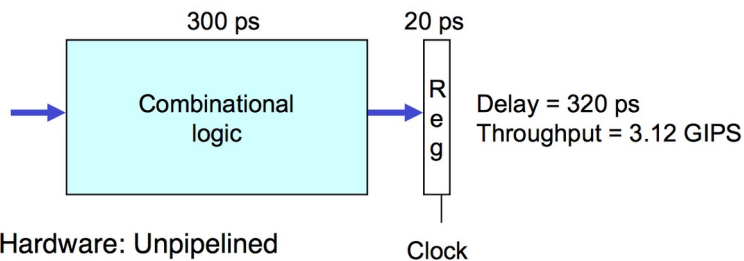 300 ps
20 ps
Combinational
logic
R
e
g
Delay = 320 ps
Throughput = 3.12 GIPS
Hardware: Unpipelined
Clock